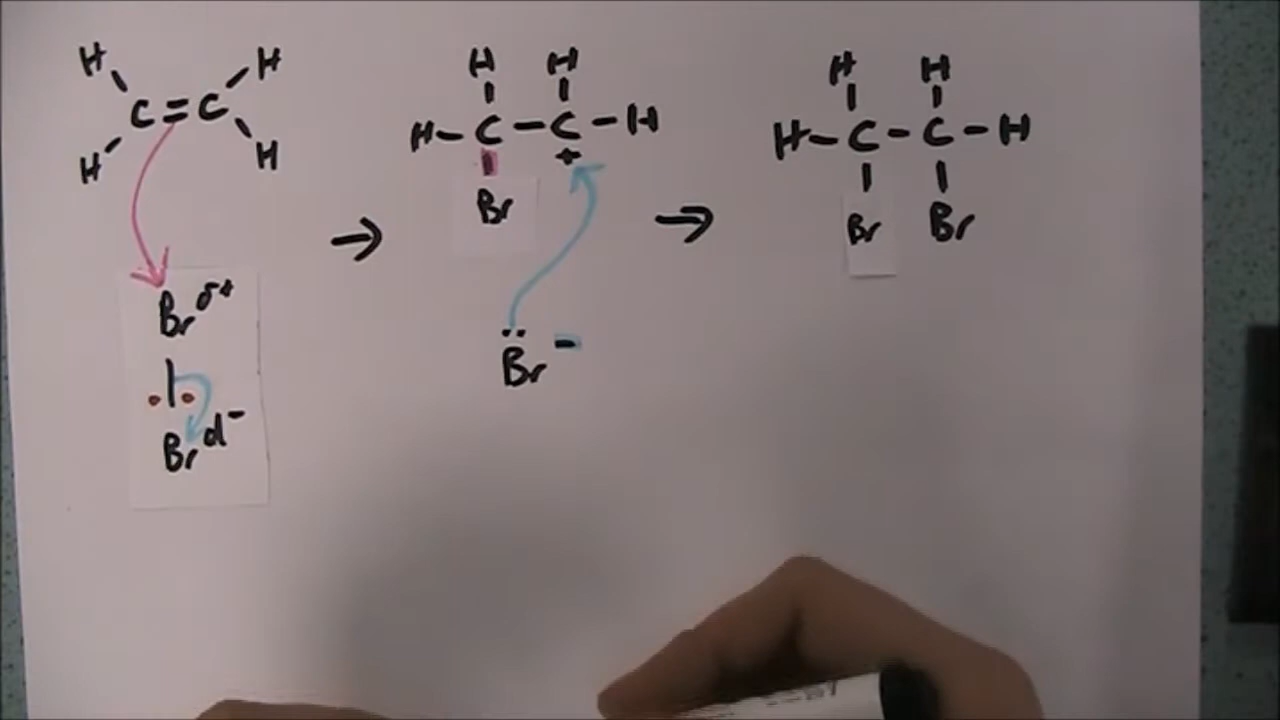 H H
C = C
H H
Br δ+
Br d-
→
H H
H - C - C - H
+
Br
Br -
→
H H
H - C - C - H
Br Br